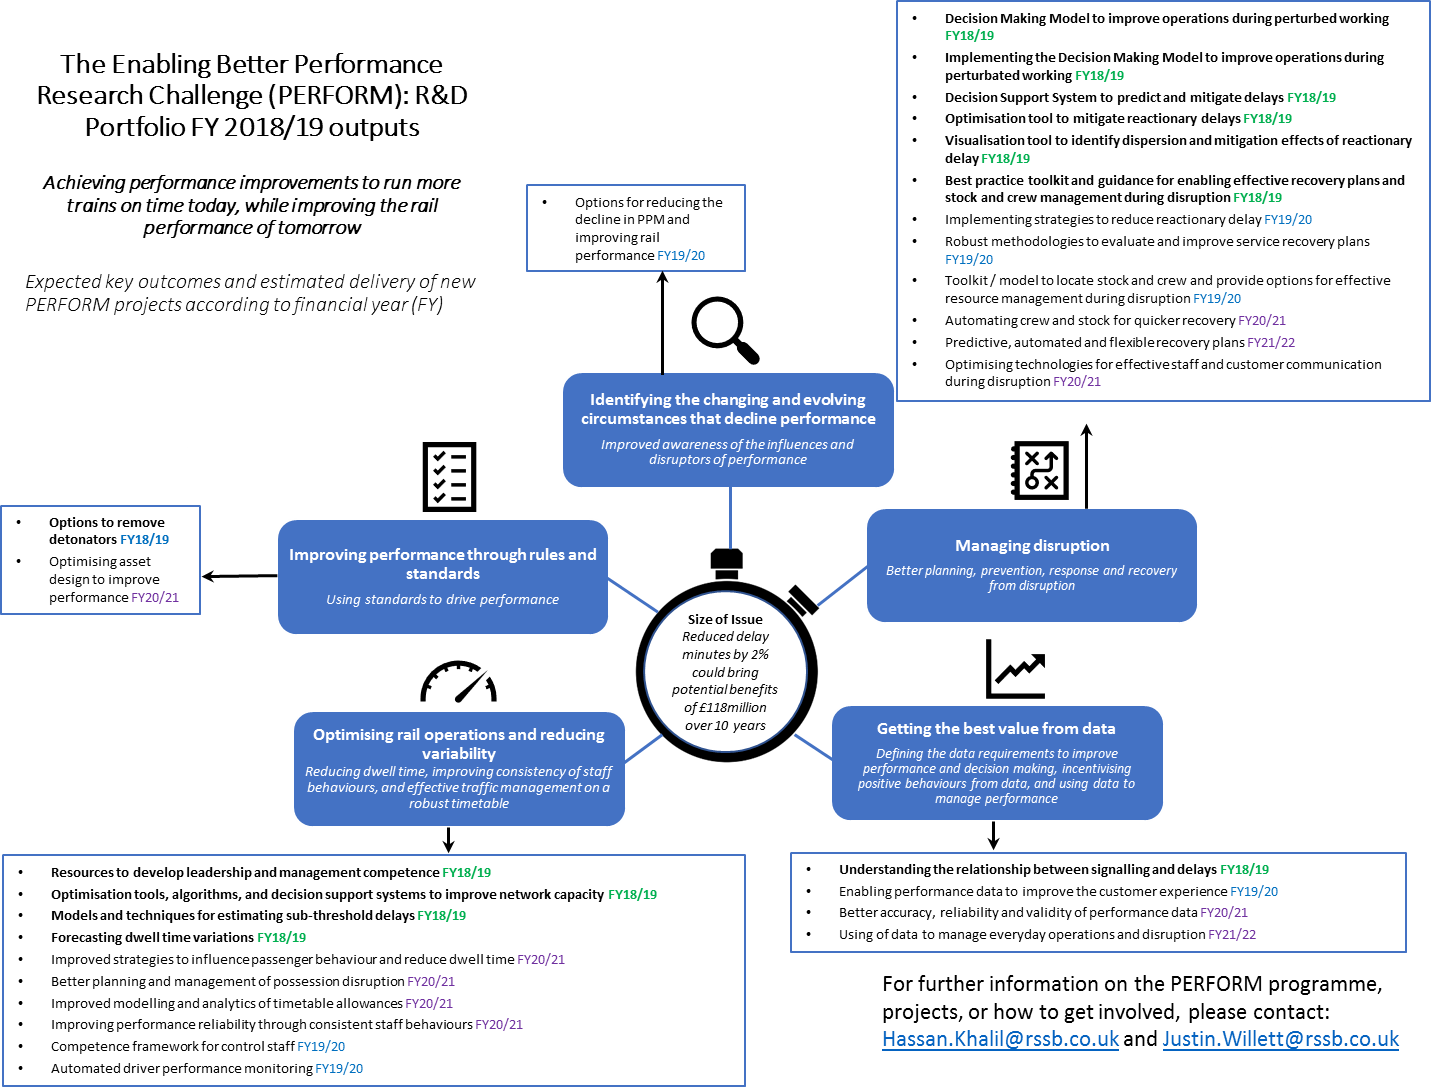 The Enabling Better Performance
Research Challenge (PERFORM): R&D
Portfolio FY 2018/19 outputs
Achieving performance improvements to run more
trains on time today, while improving the rail
performance of tomorrow
Expected key outcomes and estimated delivery of new
PERFORM projects according to financial year (FY)
• Options for reducing the
decline in PPM and
improving rail
performance FY19/20
• Decision Making Model to improve operations during perturbed working
FY18/19
• Implementing the Decision Making Model to improve operations during
perturbated working FY18/19
• Decision Support System to predict and mitigate delays FY18/19
• Optimisation tool to mitigate reactionary delays FY18/19
• Visualisation tool to identify dispersion and mitigation effects of reactionary
delay FY18/19
• Best practice toolkit and guidance for enabling effective recovery plans and
stock and crew management during disruption FY18/19
• Implementing strategies to reduce reactionary delay FY19/20
• Robust methodologies to evaluate and improve service recovery plans
FY19/20
• Toolkit / model to locate stock and crew and provide options for effective
resource management during disruption FY19/20
• Automating crew and stock for quicker recovery FY20/21
• Predictive, automated and flexible recovery plans FY21/22
• Optimising technologies for effective staff and customer communication
during disruption FY20/21
Identifying the changing and evolving
circumstances that decline performance
Improved awareness of the influences and
disruptors of performance
• Options to remove
detonators FY18/19
• Optimising asset
design to improve
performance FY20/21
Improving performance through rules and
standards
Using standards to drive performance
Managing disruption
Better planning, prevention, response and recovery
from disruption
Size of Issue
Reduced delay
minutes by 2%
could bring
potential benefits
of £118million
over 10 years
Optimising rail operations and reducing
variability
Reducing dwell time, improving consistency of staff
behaviours, and effective traffic management on a
robust timetable
Getting the best value from data
Defining the data requirements to improve
performance and decision making, incentivising
positive behaviours from data, and using data to
manage performance
• Resources to develop leadership and management competence FY18/19
• Optimisation tools, algorithms, and decision support systems to improve network capacity FY18/19
• Models and techniques for estimating sub-threshold delays FY18/19
• Forecasting dwell time variations FY18/19
• Improved strategies to influence passenger behaviour and reduce dwell time FY20/21
• Better planning and management of possession disruption FY20/21
• Improved modelling and analytics of timetable allowances FY20/21
• Improving performance reliability through consistent staff behaviours FY20/21
• Competence framework for control staff FY19/20
• Automated driver performance monitoring FY19/20
• Understanding the relationship between signalling and delays FY18/19
• Enabling performance data to improve the customer experience FY19/20
• Better accuracy, reliability and validity of performance data FY20/21
• Using of data to manage everyday operations and disruption FY21/22
For further information on the PERFORM programme,
projects, or how to get involved, please contact:
Hassan.Khalil@rssb.co.uk and Justin.Willett@rssb.co.uk